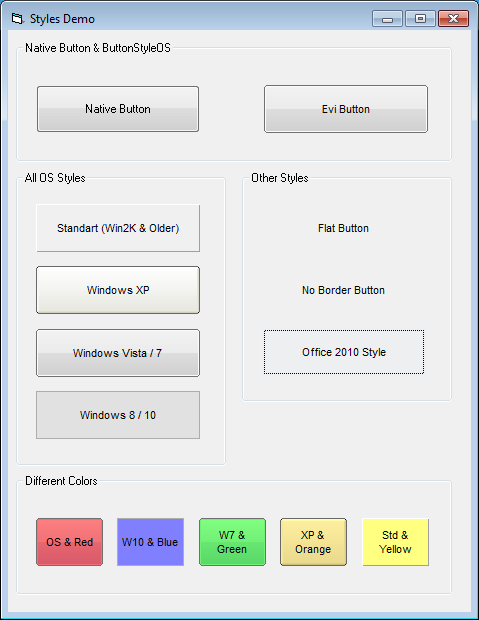 Styles Demo
Native Button & ButtonStyleOS
Native Button
Evi Button
All OS Styles
Other Styles
Standart (Win2K & Older)
Flat Button
Windows XP
No Border Button
Windows Vista / 7
Office 2010 Style
Windows 8 / 10
Different Colors
OS & Red
W10 & Blue
W7 &
Green
XP &
Orange
Std &
Yellow